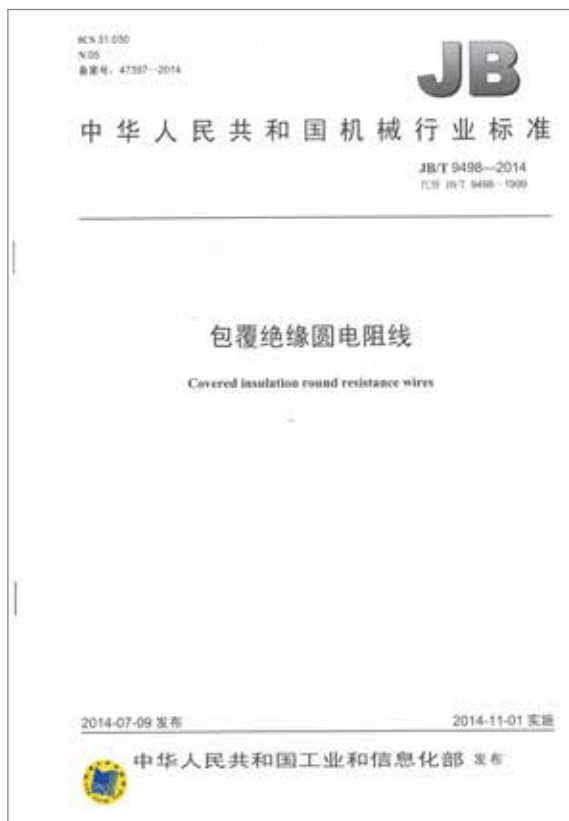 ICS 31.030
N 05
备案号：47397—2014
JB
中华人民共和国机械行业标准
JB/T 9498—2014
代替 JB/T 9498—1999
包覆绝缘圆电阻线
Covered insulation round resistance wires
2014-07-09 发布
2014-11-01 实施
中华人民共和国工业和信息化部 发布